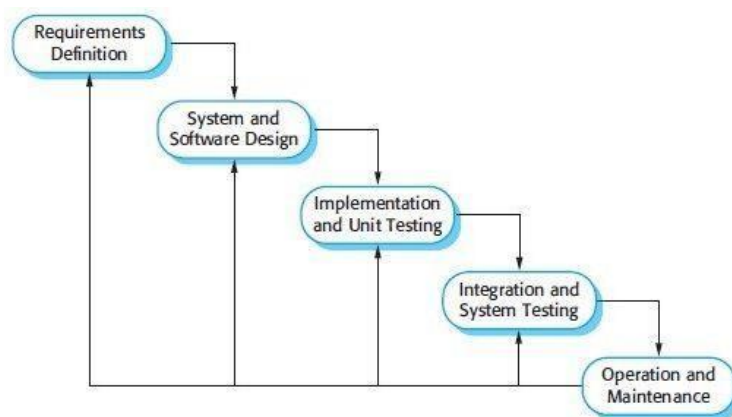 Requirements
Definition
System and
Software Design
Implementation
and Unit Testing
Integration and
System Testing
Operation and
Maintenance